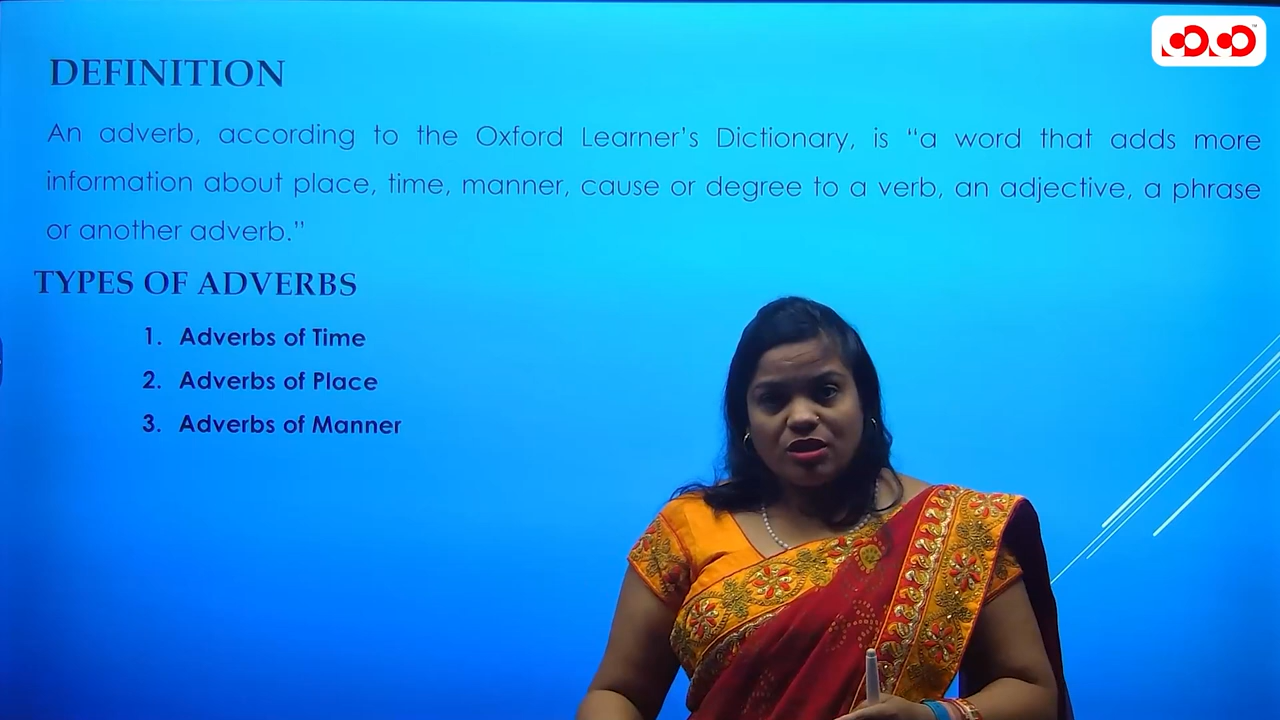 DEFINITION
An adverb, according to the Oxford Learner’s Dictionary, is “a word that adds more
information about place, time, manner, cause or degree to a verb, an adjective, a phrase
or another adverb.”
TYPES OF ADVERBS
1. Adverbs of Time
2. Adverbs of Place
3. Adverbs of Manner